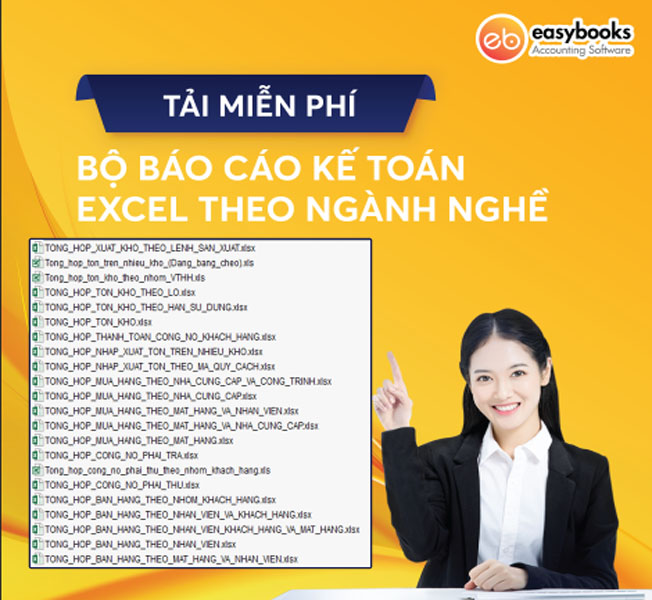 eb easybooks
Accounting Software
TẢI MIỄN PHÍ
BỘ BÁO CÁO KẾ TOÁN
EXCEL THEO NGÀNH NGHỀ
TONG_HOP_XUAT_KHO_THEO_LENH_SAN_XUAT.xlsx
Tong_hop_ton_tren_nhieu_kho_(Dang_bang_cheo).xls
Tong_hop_ton_kho_theo_nhom_VTHH.xls
TONG_HOP_TON_KHO_THEO_LO.xlsx
TONG_HOP_TON_KHO_THEO_HAN_SU_DUNG.xlsx
TONG_HOP_TON_KHO.xlsx
TONG_HOP_THANH_TOAN_CONG_NO_KHACH_HANG.xlsx
TONG_HOP_NHAP_XUAT_TON_TREN_NHIEU_KHO.xlsx
TONG_HOP_NHAP_XUAT_TON_THEO_MA_QUY_CACH.xlsx
TONG_HOP_MUA_HANG_THEO_NHA_CUNG_CAP_VA_CONG_TRINH.xlsx
TONG_HOP_MUA_HANG_THEO_NHA_CUNG_CAP.xlsx
TONG_HOP_MUA_HANG_THEO_MAT_HANG_VA_NHAN_VIEN.xlsx
TONG_HOP_MUA_HANG_THEO_MAT_HANG_VA_NHA_CUNG_CAP.xlsx
TONG_HOP_MUA_HANG_THEO_MAT_HANG.xlsx
TONG_HOP_CONG_NO_PHAI_TRA.xlsx
Tong_hop_cong_no_phai_thu_theo_nhom_khach_hang.xls
TONG_HOP_CONG_NO_PHAI_THU.xlsx
TONG_HOP_BAN_HANG_THEO_NHOM_KHACH_HANG.xlsx
TONG_HOP_BAN_HANG_THEO_NHAN_VIEN_VA_KHACH_HANG.xlsx
TONG_HOP_BAN_HANG_THEO_NHAN_VIEN_KHACH_HANG_VA_MAT_HANG.xlsx
TONG_HOP_BAN_HANG_THEO_NHAN_VIEN.xlsx
TONG_HOP_BAN_HANG_THEO_MAT_HANG_VA_NHAN_VIEN.xlsx